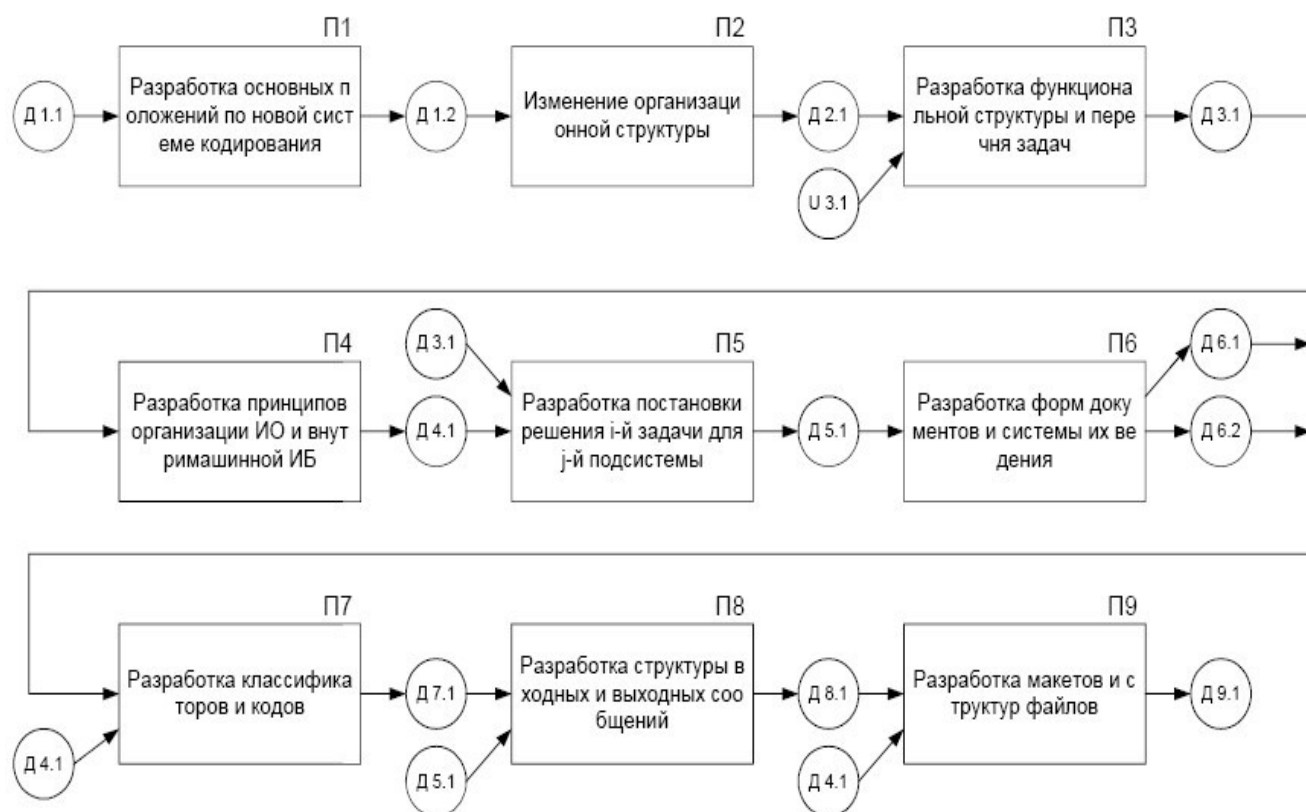 П1
П2
П3
Д 1.1
Разработка основных п
оложений по новой сист
еме кодирования
Д 1.2
Изменение организаци
онной структуры
Д 2.1
U 3.1
Разработка функциона
льной структуры и пере
чня задач
Д 3.1
П4
П5
П6
Разработка принципов
организации ИО и внут
римашинной ИБ
Д 3.1
Д 4.1
Разработка постановки
решения i-й задачи для
j-й подсистемы
Д 5.1
Разработка форм доку
ментов и системы их ве
дения
Д 6.1
Д 6.2
П7
П8
П9
Д 4.1
Разработка классифика
торов и кодов
Д 7.1
Д 5.1
Разработка структуры в
ходных и выходных соо
бщений
Д 8.1
Д 4.1
Разработка макетов и с
труктур файлов
Д 9.1